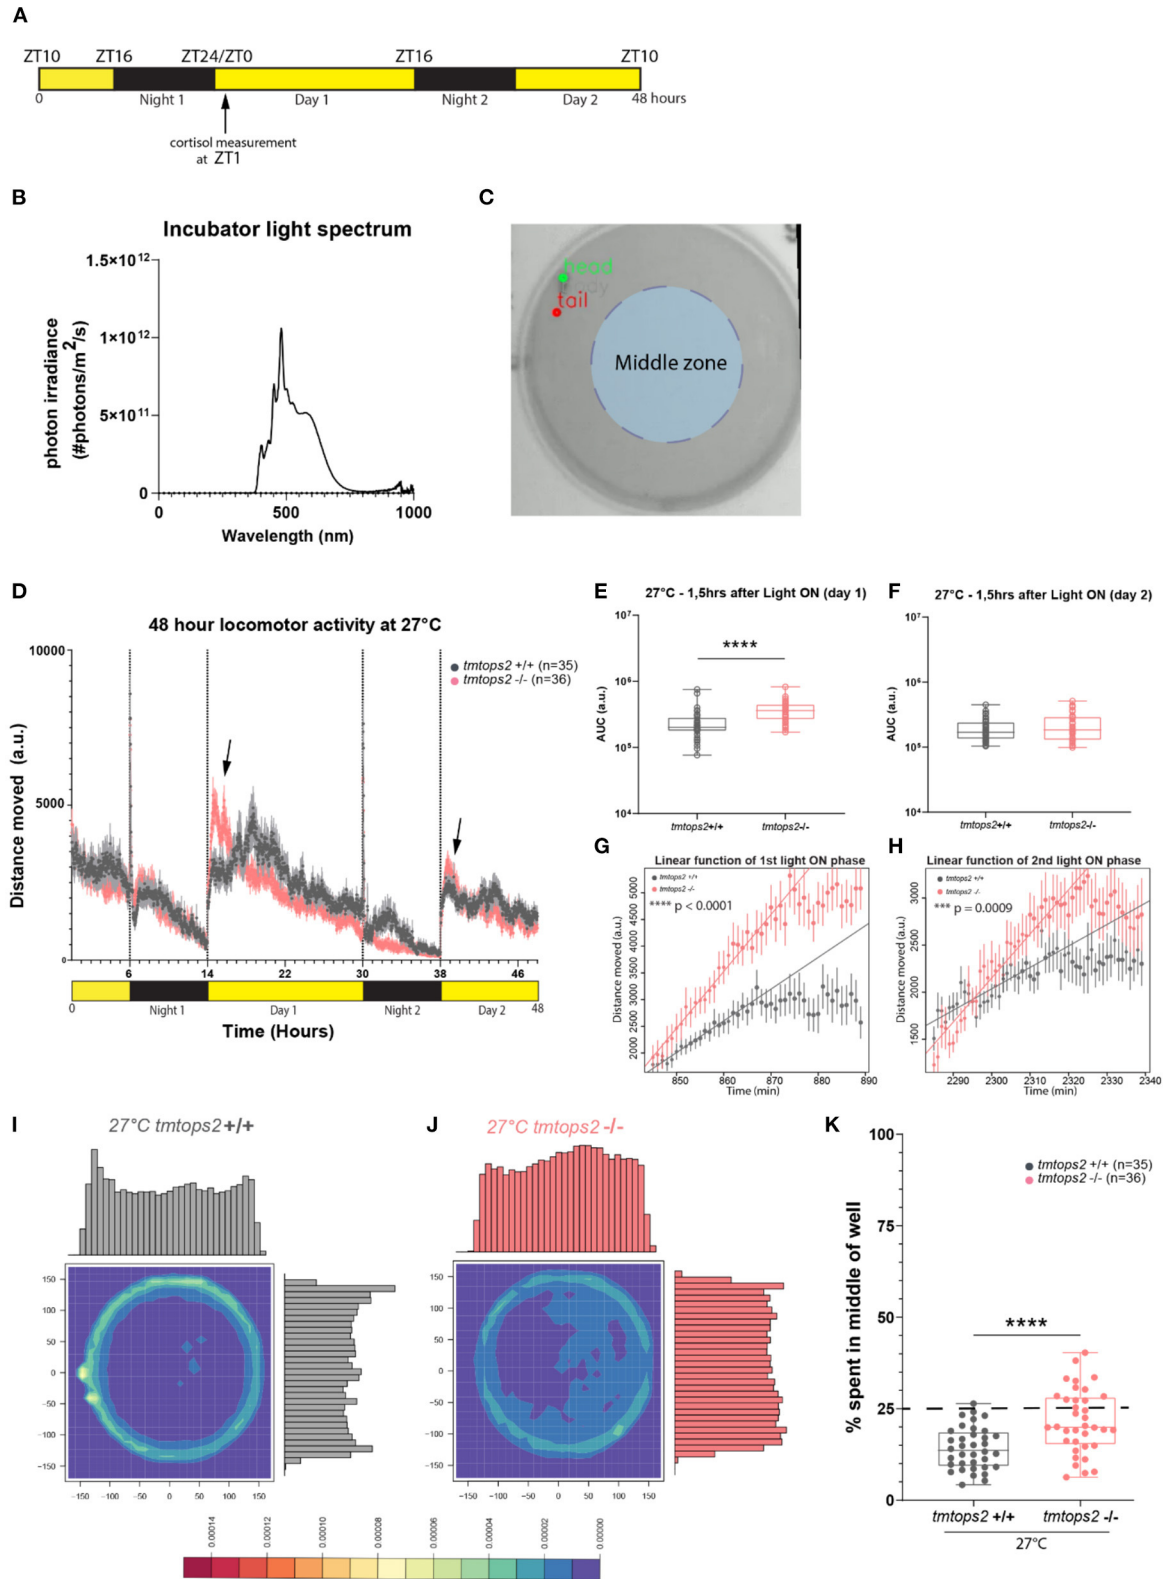 A
ZT10 ZT16 ZT24/ZT0 ZT16 ZT10
0 Night 1 Day 1 Night 2 Day 2 48 hours
cortisol measurement
at ZT1
B
Incubator light spectrum
1.5×10¹²
1×10¹²
5×10¹¹
0
photon irradiance
(#photons/m²/s)
0 500 1000
Wavelength (nm)
C
head
body
tail
Middle zone
D
48 hour locomotor activity at 27°C
tmtops2 +/+ (n=35)
tmtops2 -/- (n=36)
10000
5000
0
Distance moved (a.u.)
6 14 22 30 38 46
0 Night 1 Day 1 Night 2 Day 2 48
Time (Hours)
E
27°C - 1,5hrs after Light ON (day 1)
10⁷
10⁶
10⁵
10⁴
AUC (a.u.)
****
tmtops2+/+ tmtops2-/-
F
27°C - 1,5hrs after Light ON (day 2)
10⁷
10⁶
10⁵
10⁴
AUC (a.u.)
tmtops2+/+ tmtops2-/-
G
Linear function of 1st light ON phase
tmtops2 +/+
tmtops2 -/-
**** p < 0.0001
5000
4500
4000
3500
3000
2500
2000
Distance moved (a.u.)
850 860 870 880 890
Time (min)
H
Linear function of 2nd light ON phase
tmtops2 +/+
tmtops2 -/-
*** p = 0.0009
3000
2500
2000
1500
Distance moved (a.u.)
2290 2300 2310 2320 2330 2340
Time (min)
I
27°C tmtops2 +/+
150
100
50
0
−50
−100
−150
−150 −100 −50 0 50 100 150
J
27°C tmtops2 -/-
150
100
50
0
−50
−100
−150
−150 −100 −50 0 50 100 150
0.00014 0.00012 0.00010 0.00008 0.00006 0.00004 0.00002 0.00000
K
100
75
50
25
0
% spent in middle of well
tmtops2 +/+ (n=35)
tmtops2 -/- (n=36)
****
tmtops2 +/+ tmtops2 -/-
27°C